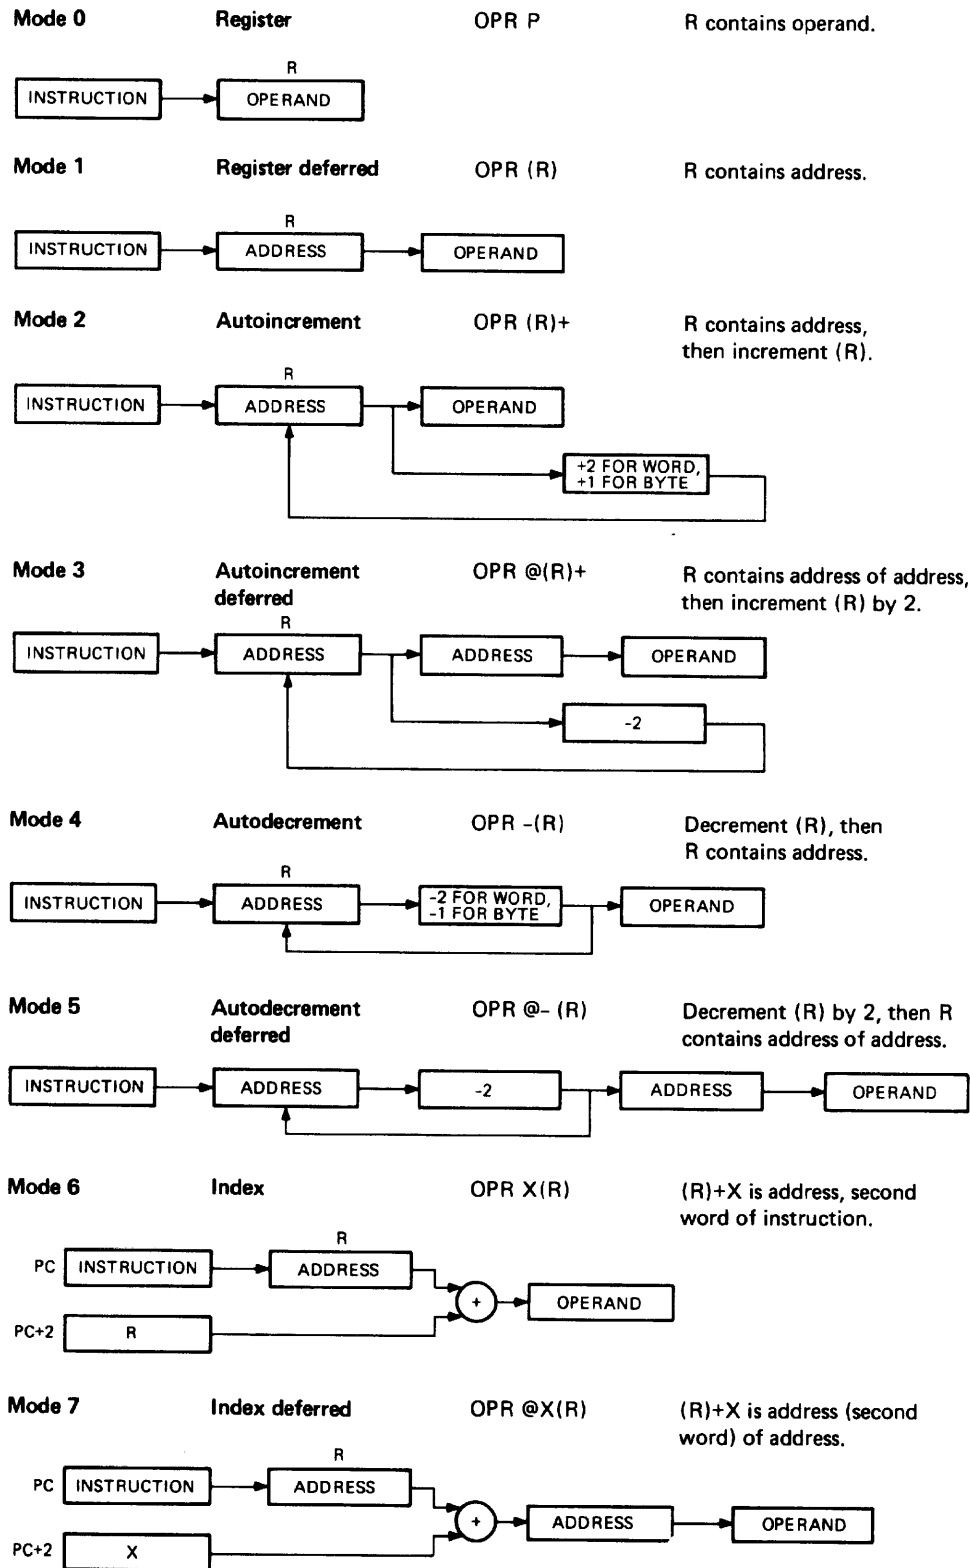 Mode 0 Register OPR P R contains operand.
R
INSTRUCTION OPERAND
Mode 1 Register deferred OPR (R) R contains address.
R
INSTRUCTION ADDRESS OPERAND
Mode 2 Autoincrement OPR (R)+ R contains address,
then increment (R).
R
INSTRUCTION ADDRESS OPERAND
+2 FOR WORD,
+1 FOR BYTE
Mode 3 Autoincrement OPR @(R)+ R contains address of address,
deferred then increment (R) by 2.
R
INSTRUCTION ADDRESS ADDRESS OPERAND
-2
Mode 4 Autodecrement OPR -(R) Decrement (R), then
R contains address.
R
INSTRUCTION ADDRESS -2 FOR WORD, OPERAND
-1 FOR BYTE
Mode 5 Autodecrement OPR @- (R) Decrement (R) by 2, then R
deferred contains address of address.
INSTRUCTION ADDRESS -2 ADDRESS OPERAND
Mode 6 Index OPR X(R) (R)+X is address, second
word of instruction.
R
PC INSTRUCTION ADDRESS
+ OPERAND
PC+2 R
Mode 7 Index deferred OPR @X(R) (R)+X is address (second
word) of address.
R
PC INSTRUCTION ADDRESS
+ ADDRESS OPERAND
PC+2 X